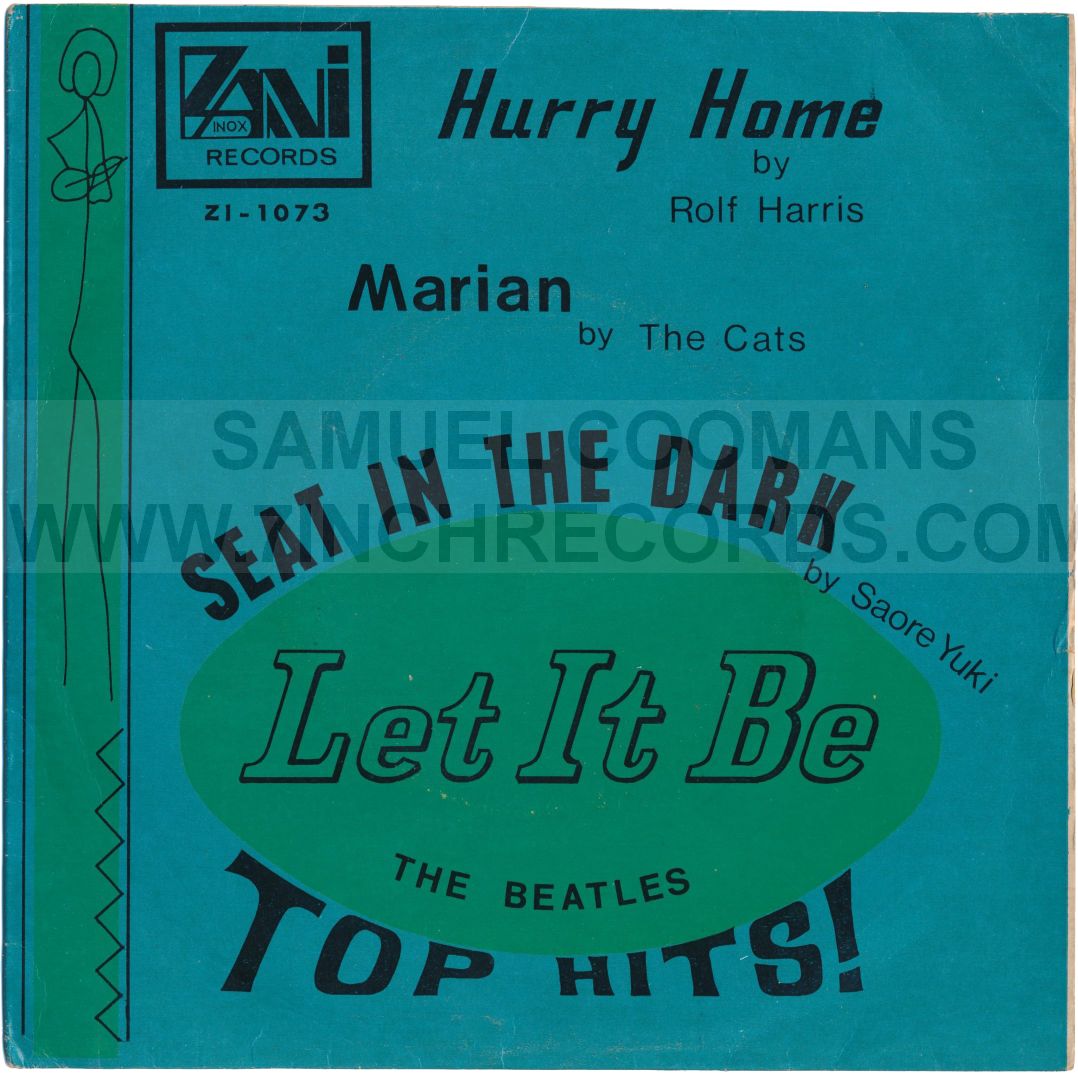 ZANi
INOX
RECORDS
ZI-1073
Hurry Home
by
Rolf Harris
Marian
by The Cats
SAMUEL COOMANS
WWW.ZINCHRECORDS.COM
SEAT IN THE DARK
by Saore Yuki
Let It Be
THE BEATLES
TOP HITS!